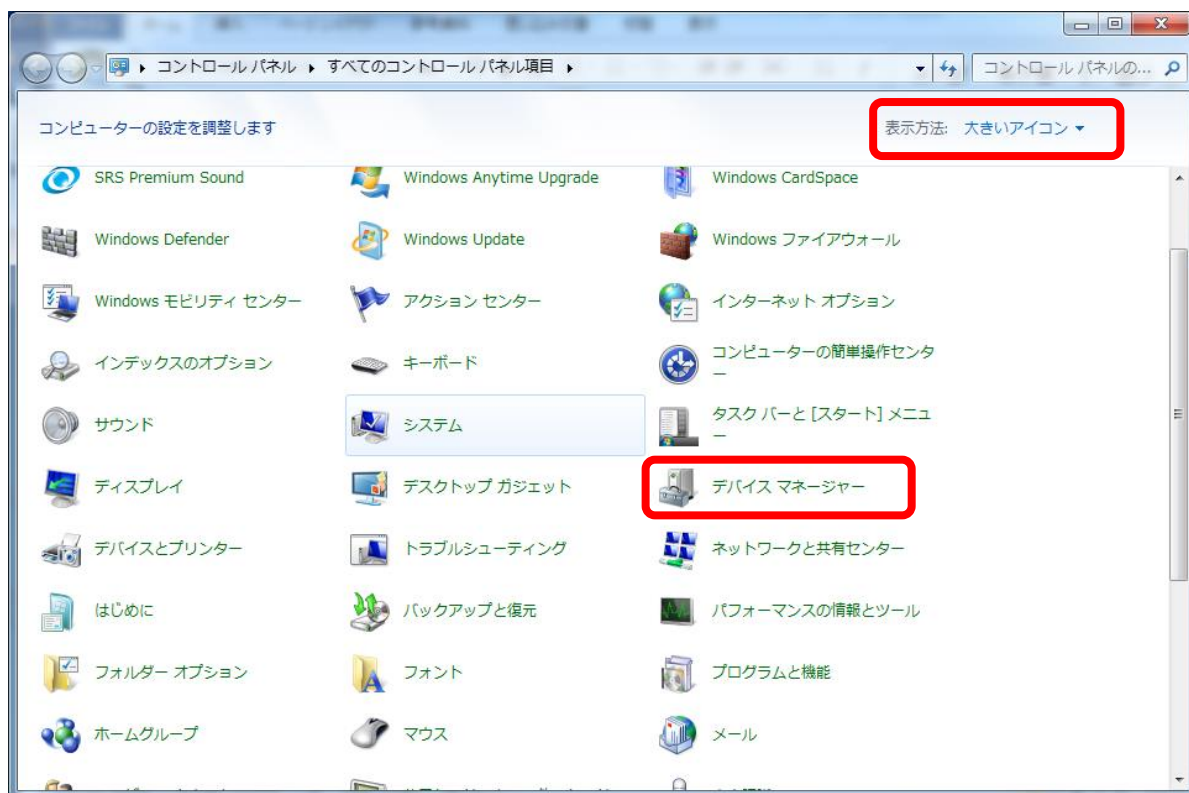 コントロール パネル ▸ すべてのコントロール パネル項目 ▸
コントロール パネルの...
コンピューターの設定を調整します
表示方法: 大きいアイコン
SRS Premium Sound
Windows Anytime Upgrade
Windows CardSpace
Windows Defender
Windows Update
Windows ファイアウォール
Windows モビリティ センター
アクション センター
インターネット オプション
インデックスのオプション
キーボード
コンピューターの簡単操作センタ
ー
サウンド
システム
タスク バーと [スタート] メニュ
ー
ディスプレイ
デスクトップ ガジェット
デバイス マネージャー
デバイスとプリンター
トラブルシューティング
ネットワークと共有センター
はじめに
バックアップと復元
パフォーマンスの情報とツール
フォルダー オプション
フォント
プログラムと機能
ホームグループ
マウス
メール